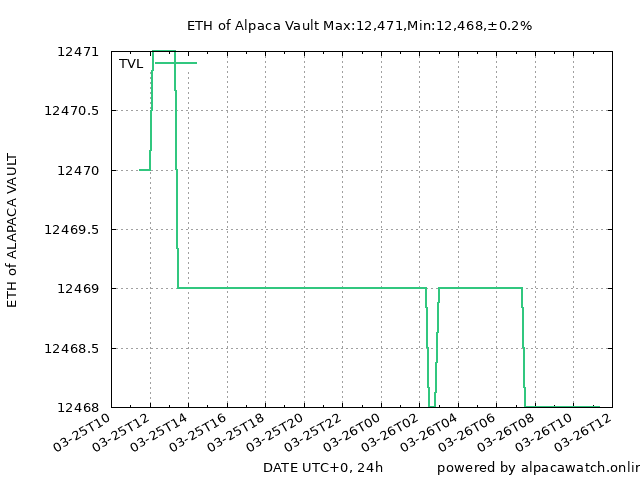 ETH of Alpaca Vault Max:12,471,Min:12,468,±0.2%
12471
TVL
12470.5
12470
12469.5
12469
12468.5
12468
ETH of ALAPACA VAULT
03-25T10
03-25T12
03-25T14
03-25T16
03-25T18
03-25T20
03-25T22
03-26T00
03-26T02
03-26T04
03-26T06
03-26T08
03-26T10
03-26T12
DATE UTC+0, 24h
powered by alpacawatch.onlin